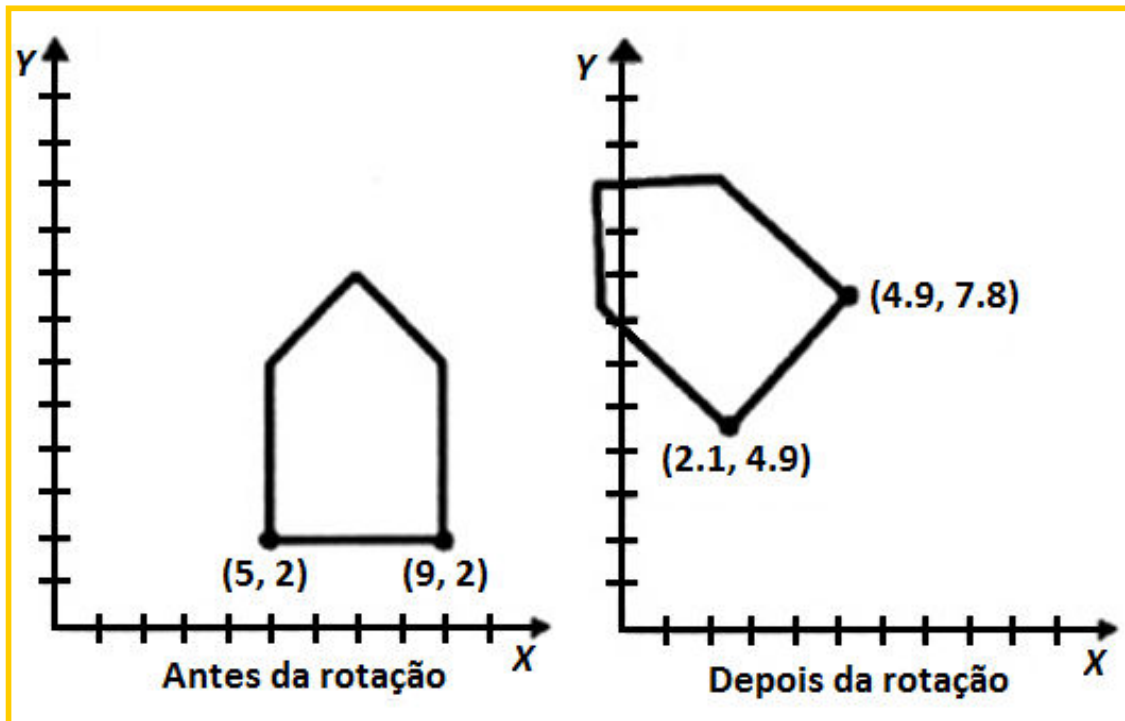 Y
(5, 2)
(9, 2)
X
Antes da rotação
Y
(4.9, 7.8)
(2.1, 4.9)
X
Depois da rotação